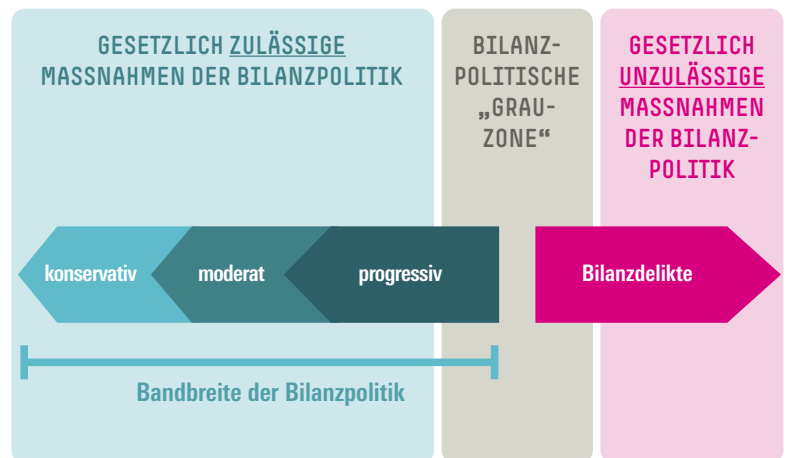 GESETZLICH ZULÄSSIGE
MASSNAHMEN DER BILANZPOLITIK
BILANZ-
POLITISCHE
„GRAU-
ZONE“
GESETZLICH
UNZULÄSSIGE
MASSNAHMEN
DER BILANZ-
POLITIK
konservativ
moderat
progressiv
Bilanzdelikte
Bandbreite der Bilanzpolitik